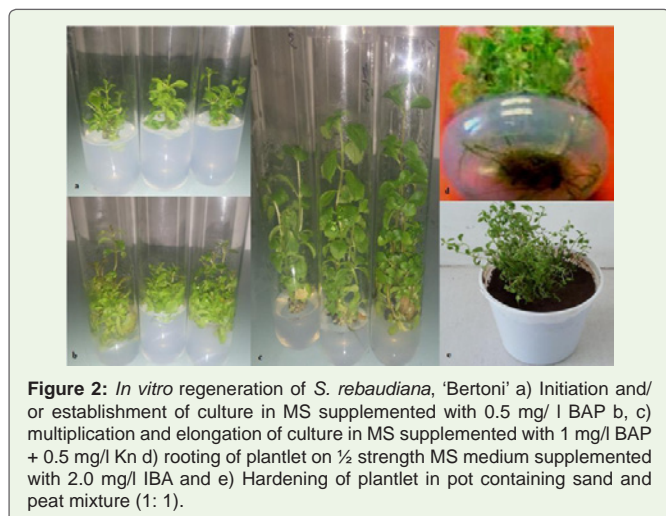 a
b
c
d
e
Figure 2: In vitro regeneration of S. rebaudiana, ‘Bertoni’ a) Initiation and/
or establishment of culture in MS supplemented with 0.5 mg/ l BAP b, c)
multiplication and elongation of culture in MS supplemented with 1 mg/l BAP
+ 0.5 mg/l Kn d) rooting of plantlet on ½ strength MS medium supplemented
with 2.0 mg/l IBA and e) Hardening of plantlet in pot containing sand and
peat mixture (1: 1).